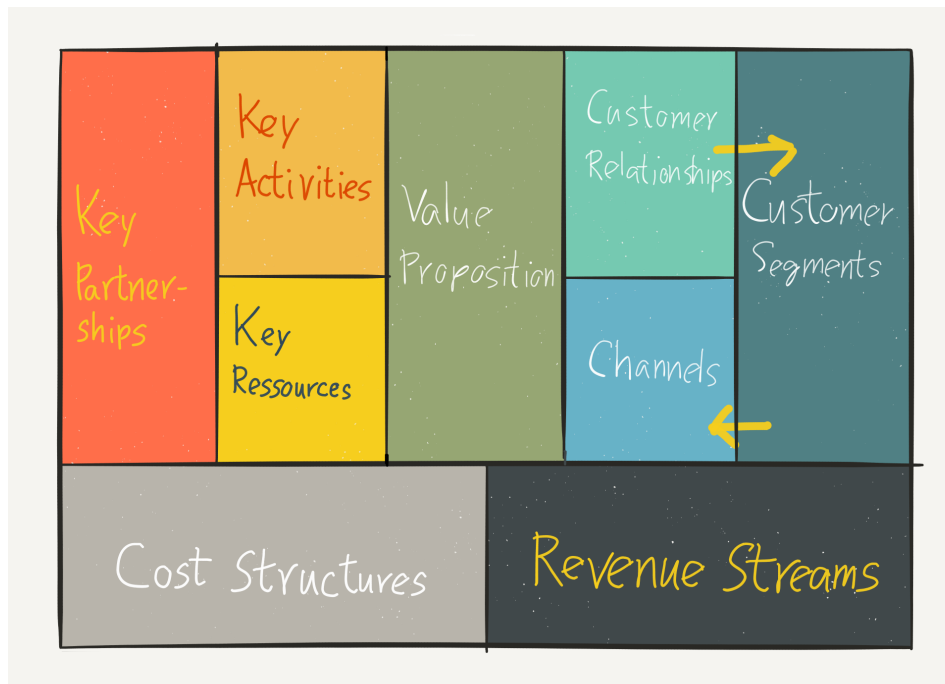 Key
Partner-
ships
Key
Activities
Key
Ressources
Value
Proposition
Customer
Relationships
Channels
Customer
Segments
Cost Structures
Revenue Streams